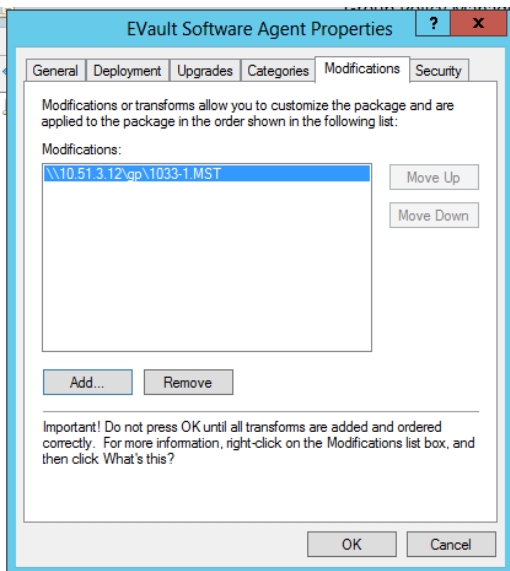 EVault Software Agent Properties
?
x
General
Deployment
Upgrades
Categories
Modifications
Security
Modifications or transforms allow you to customize the package and are
applied to the package in the order shown in the following list:
Modifications:
\\10.51.3.12\gp\1033-1.MST
Move Up
Move Down
Add...
Remove
Important! Do not press OK until all transforms are added and ordered
correctly. For more information, right-click on the Modifications list box, and
then click What's this?
OK
Cancel